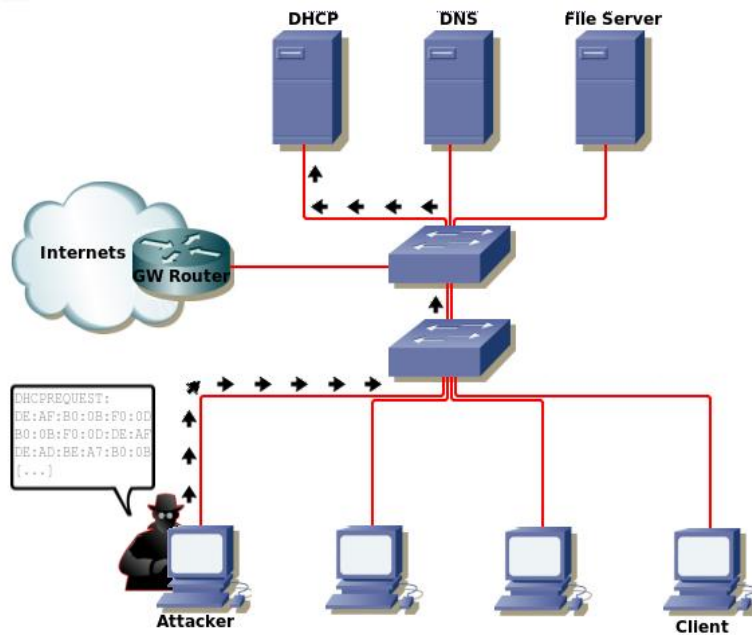 DHCP
DNS
File Server
Internets
GW Router
DHCPREQUEST:
DE:AF:B0:0B:F0:0D
B0:0B:F0:0D:DE:AF
DE:AD:BE:A7:B0:0B
[...]
Attacker
Client